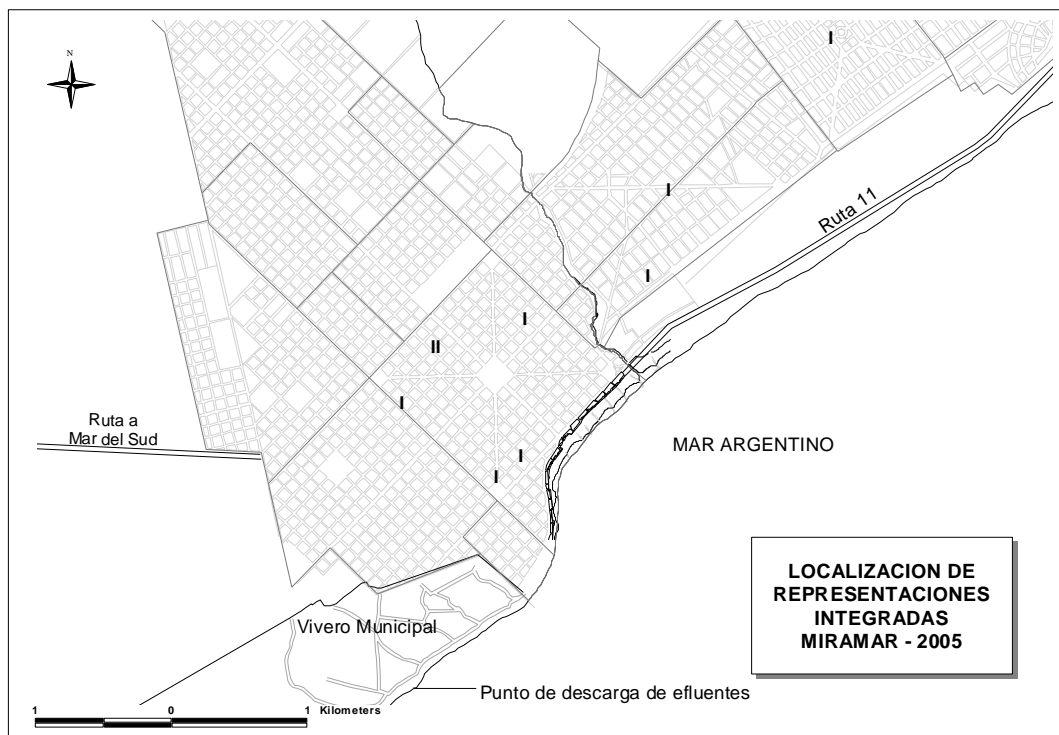 N
I
I
Ruta 11
I
I
II
I
Ruta a
Mar del Sud
MAR ARGENTINO
I
I
LOCALIZACION DE
REPRESENTACIONES
INTEGRADAS
MIRAMAR - 2005
Vivero Municipal
Punto de descarga de efluentes
1 0 1 Kilometers